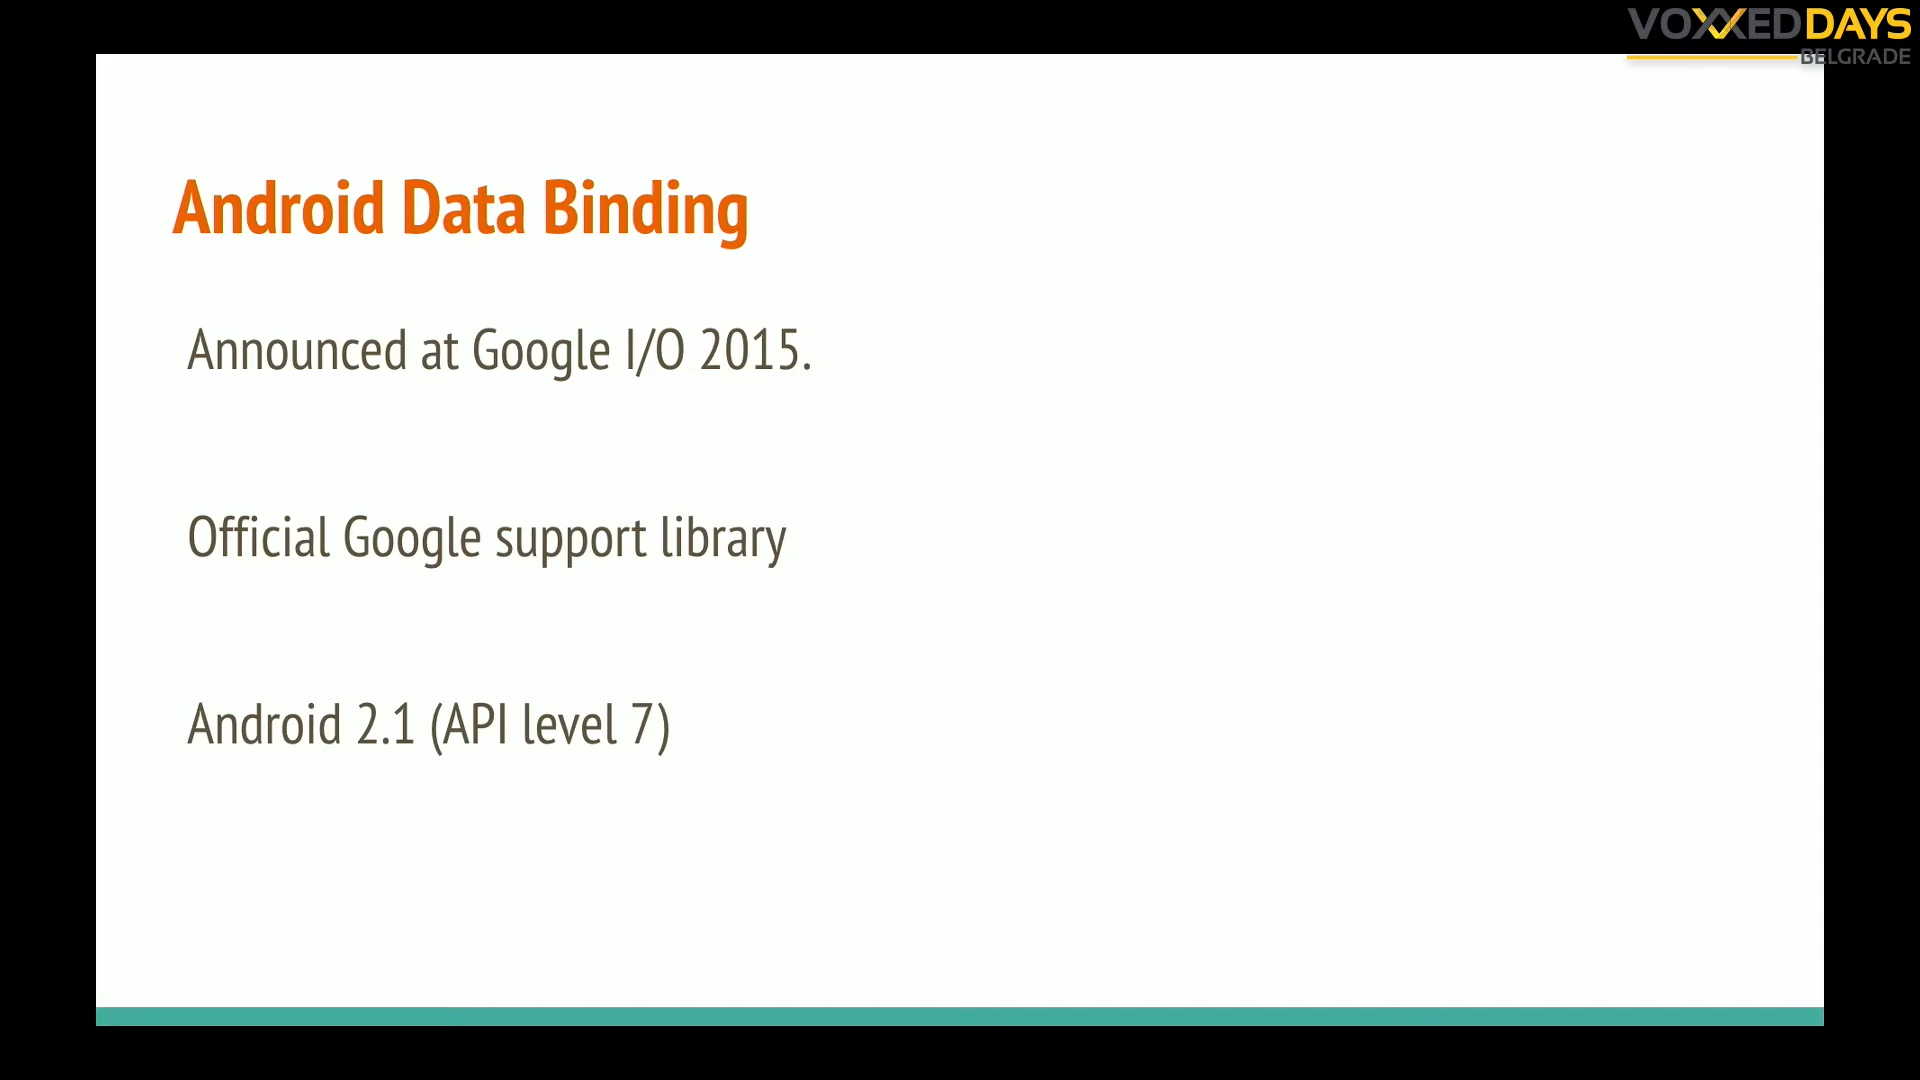 VOXXEDDAYS
BELGRADE
Android Data Binding
Announced at Google I/O 2015.
Official Google support library
Android 2.1 (API level 7)